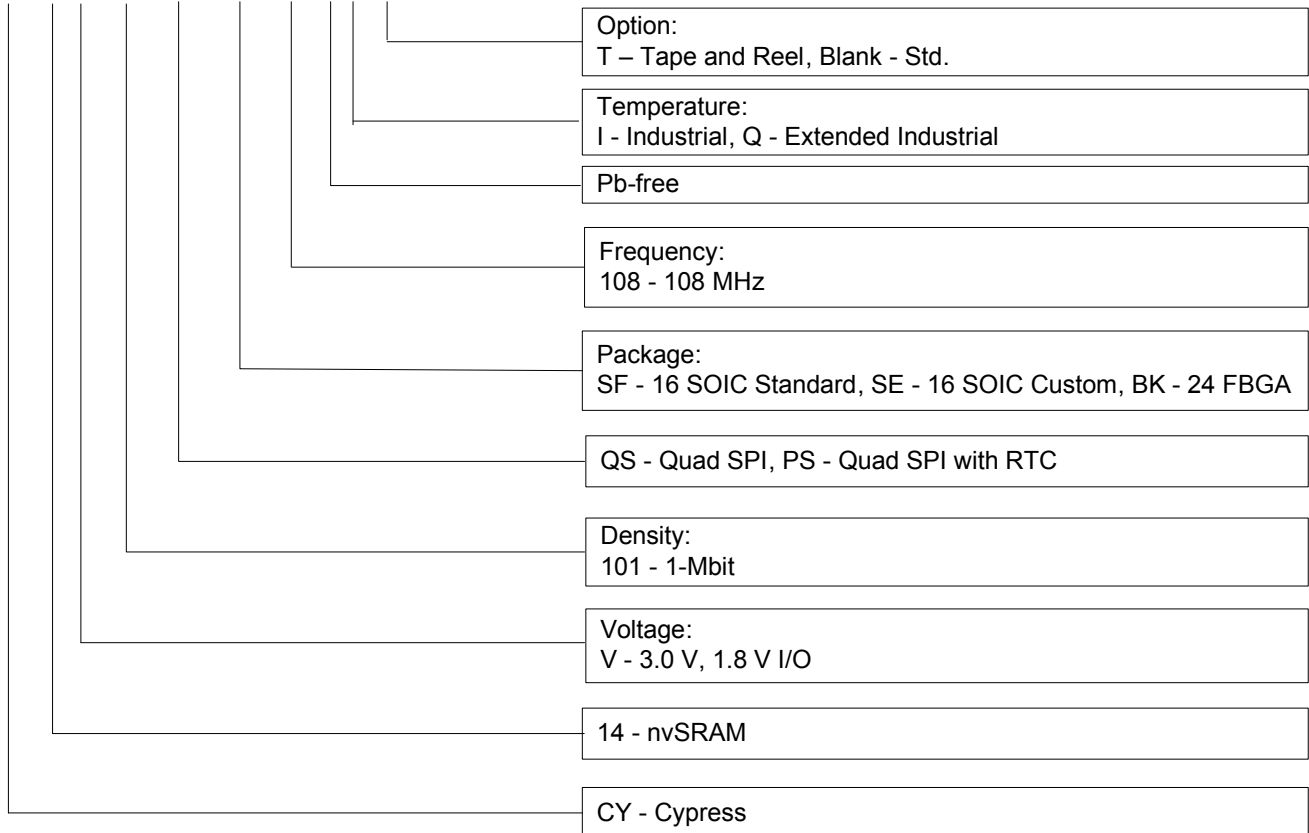 Option:
T – Tape and Reel, Blank - Std.
Temperature:
I - Industrial, Q - Extended Industrial
Pb-free
Frequency:
108 - 108 MHz
Package:
SF - 16 SOIC Standard, SE - 16 SOIC Custom, BK - 24 FBGA
QS - Quad SPI, PS - Quad SPI with RTC
Density:
101 - 1-Mbit
Voltage:
V - 3.0 V, 1.8 V I/O
14 - nvSRAM
CY - Cypress